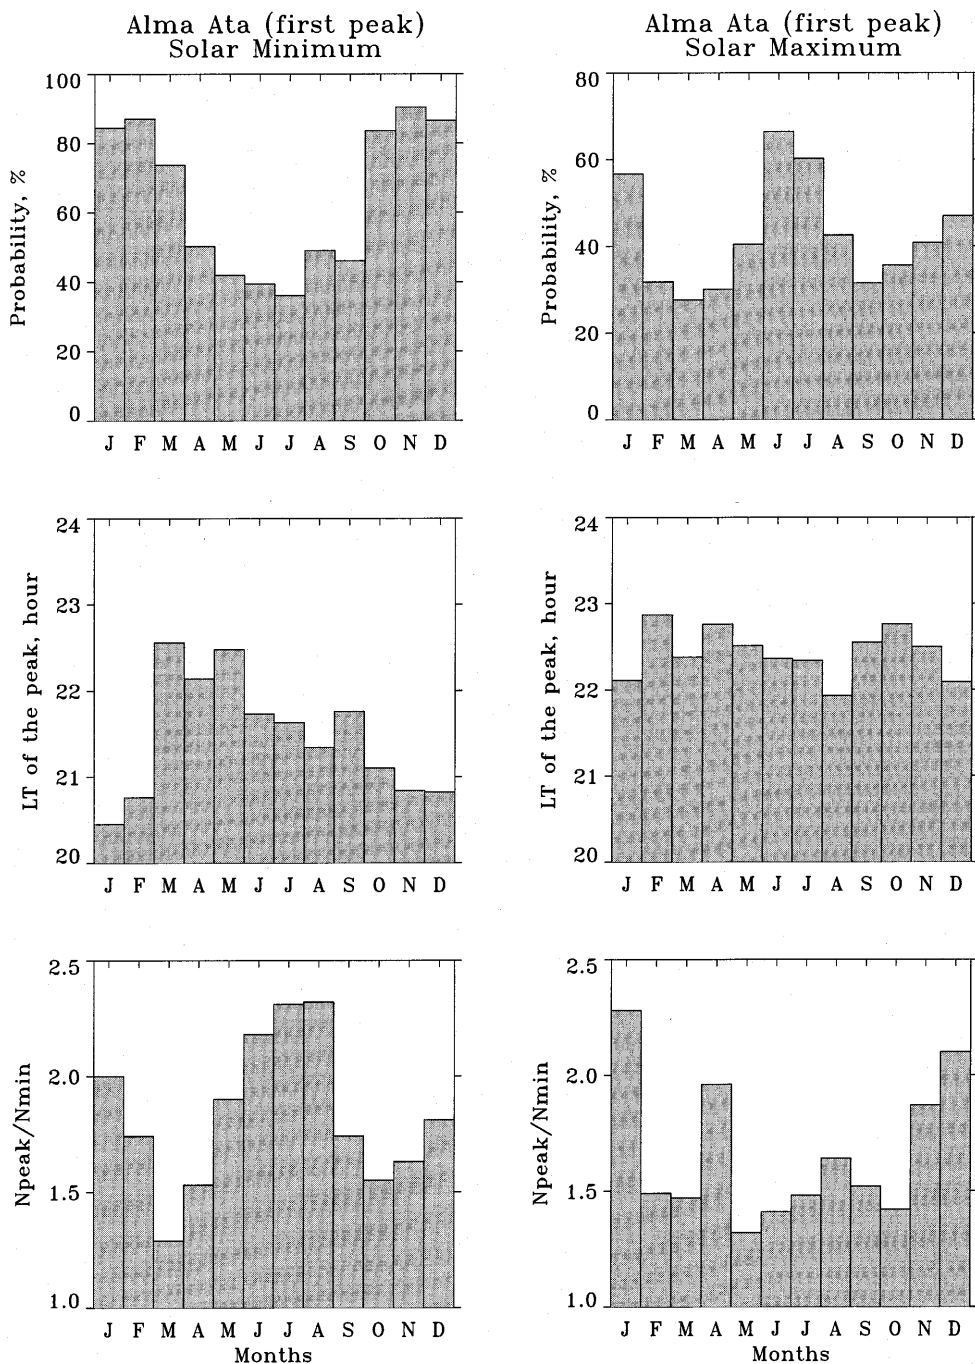 Alma Ata (first peak)
Solar Minimum
Alma Ata (first peak)
Solar Maximum
Probability, %
100
80
60
40
20
0
J F M A M J J A S O N D
Probability, %
80
60
40
20
0
J F M A M J J A S O N D
LT of the peak, hour
24
23
22
21
20
J F M A M J J A S O N D
LT of the peak, hour
24
23
22
21
20
J F M A M J J A S O N D
Npeak/Nmin
2.5
2.0
1.5
1.0
J F M A M J J A S O N D
Months
Npeak/Nmin
2.5
2.0
1.5
1.0
J F M A M J J A S O N D
Months